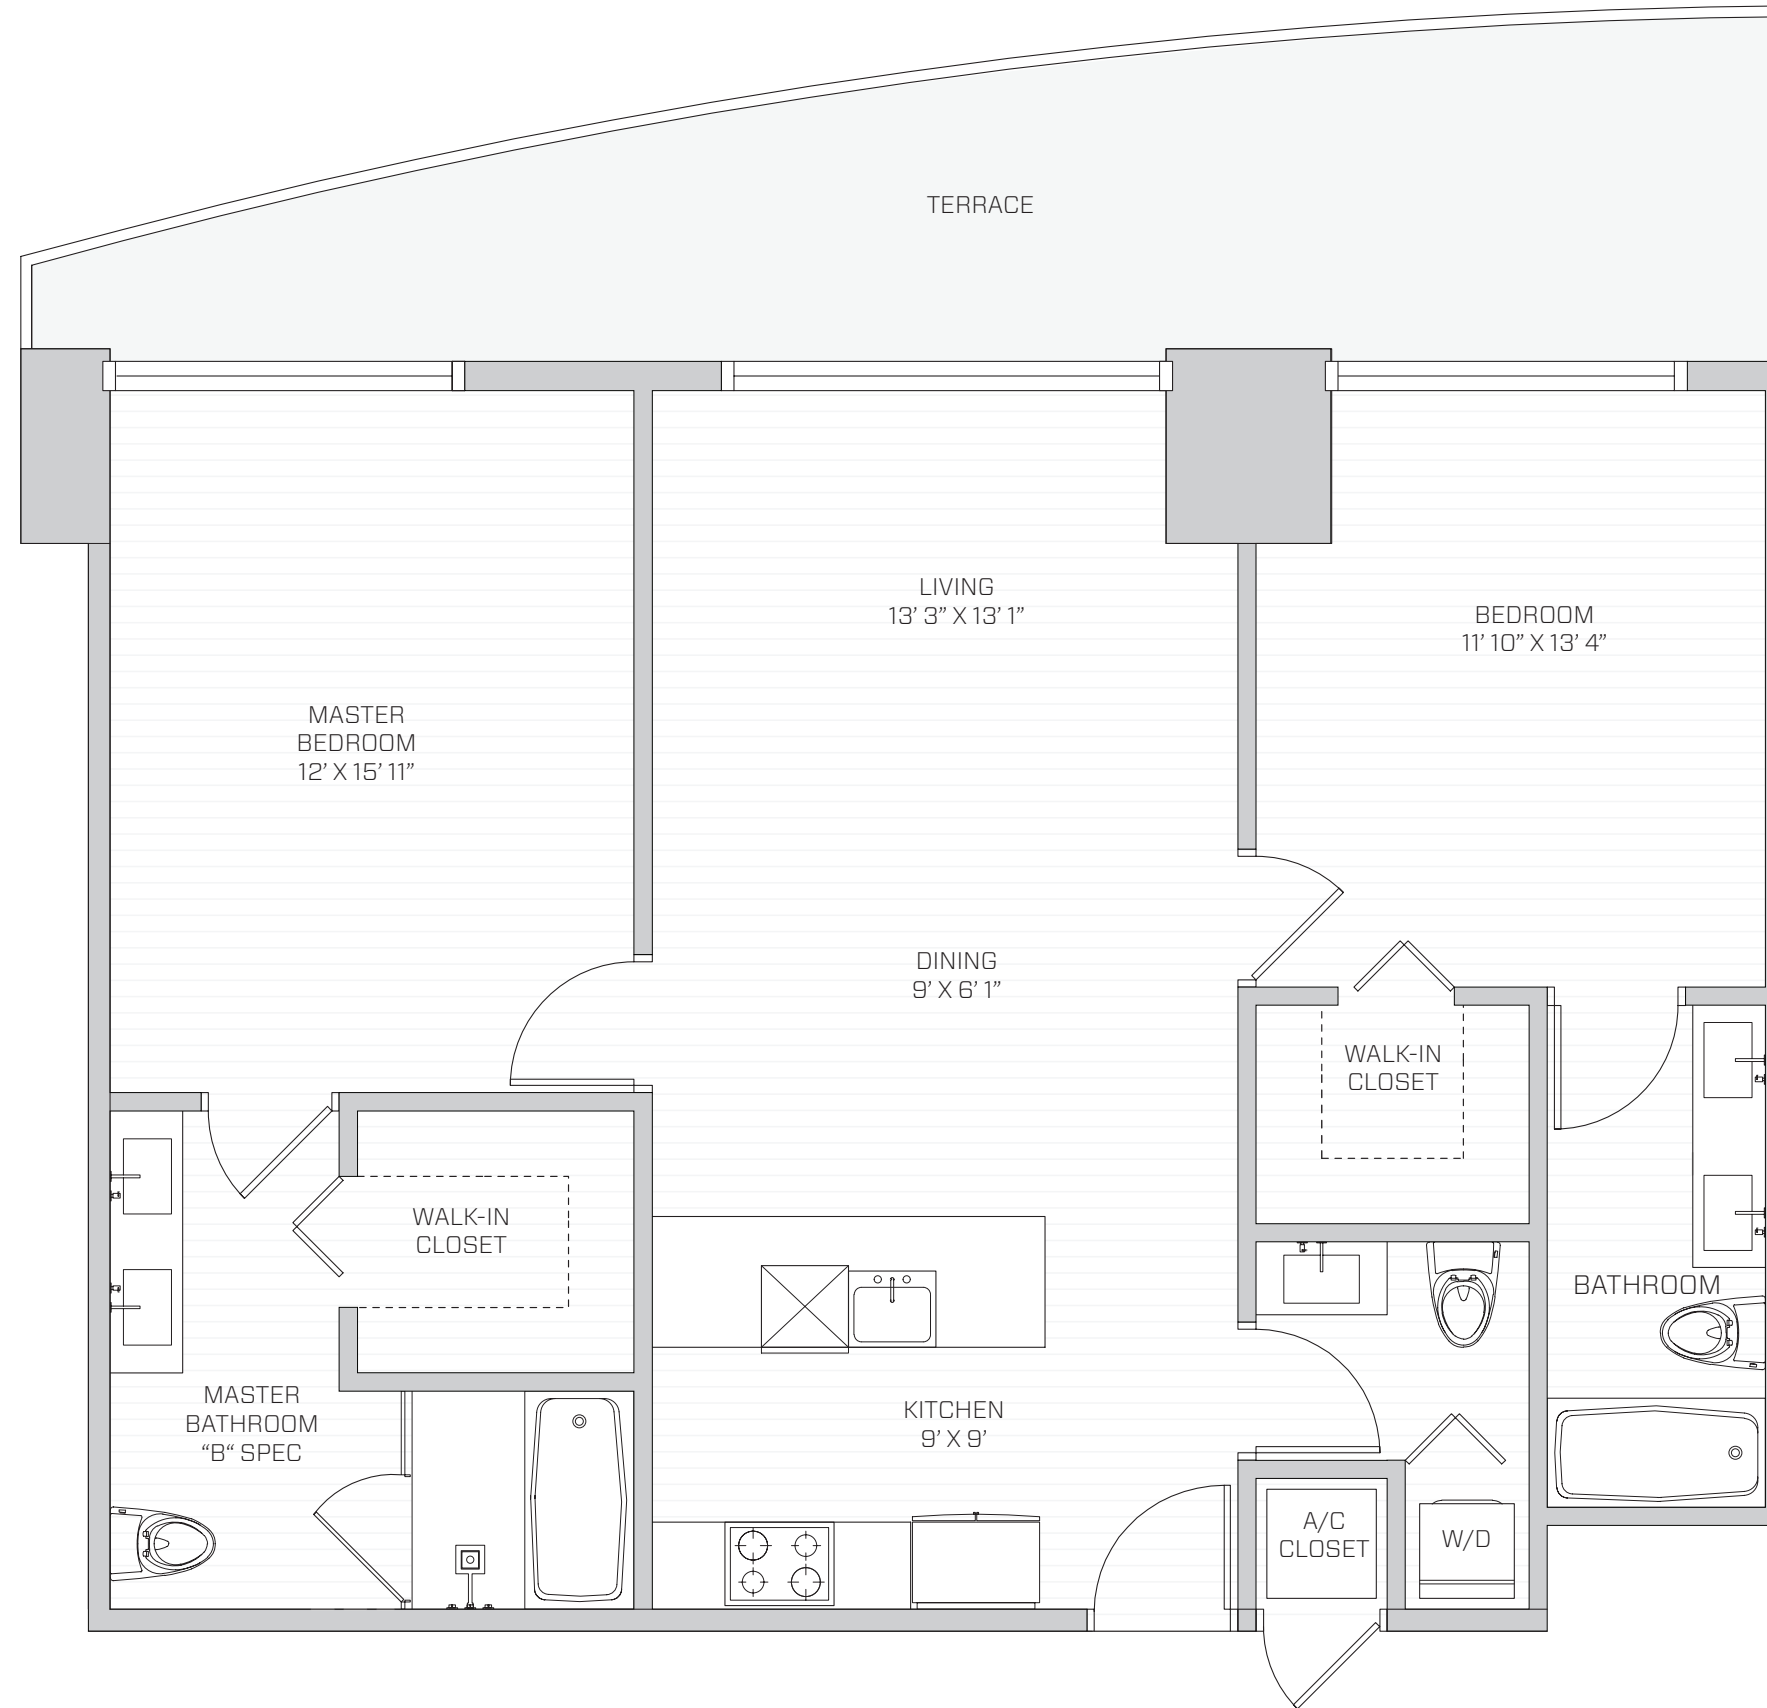 TERRACE
LIVING
13’ 3” X 13’ 1”
BEDROOM
11’ 10” X 13’ 4”
MASTER
BEDROOM
12’ X 15’ 11”
DINING
9’ X 6’ 1”
WALK-IN
CLOSET
WALK-IN
CLOSET
BATHROOM
MASTER
BATHROOM
“B“ SPEC
KITCHEN
9’ X 9’
A/C
CLOSET
W/D